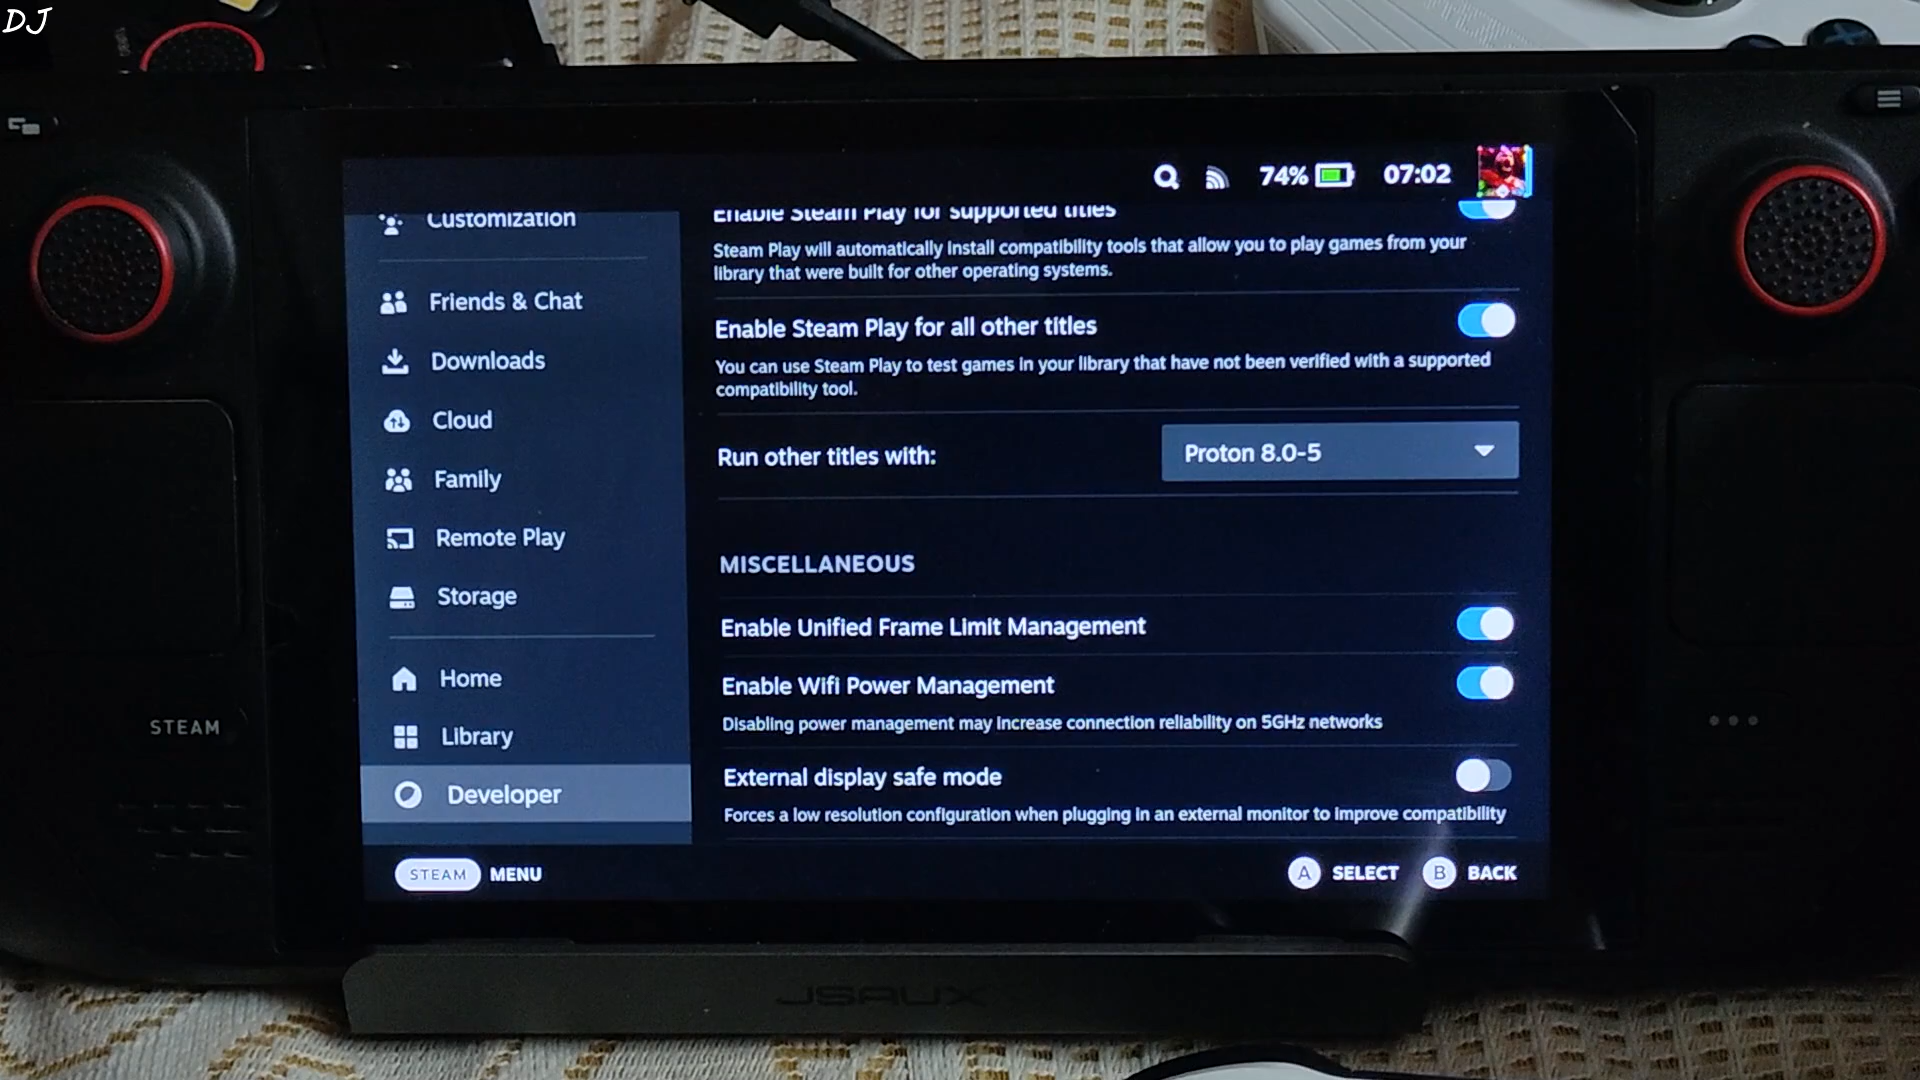 DJ
74% 07:02
Customization
Friends & Chat
Downloads
Cloud
Family
Remote Play
Storage
Home
Library
Developer
Enable Steam Play for supported titles
Steam Play will automatically install compatibility tools that allow you to play games from your
library that were built for other operating systems.
Enable Steam Play for all other titles
You can use Steam Play to test games in your library that have not been verified with a supported
compatibility tool.
Run other titles with: Proton 8.0-5
MISCELLANEOUS
Enable Unified Frame Limit Management
Enable Wifi Power Management
Disabling power management may increase connection reliability on 5GHz networks
External display safe mode
Forces a low resolution configuration when plugging in an external monitor to improve compatibility
STEAM MENU A SELECT B BACK
STEAM
JSAUX